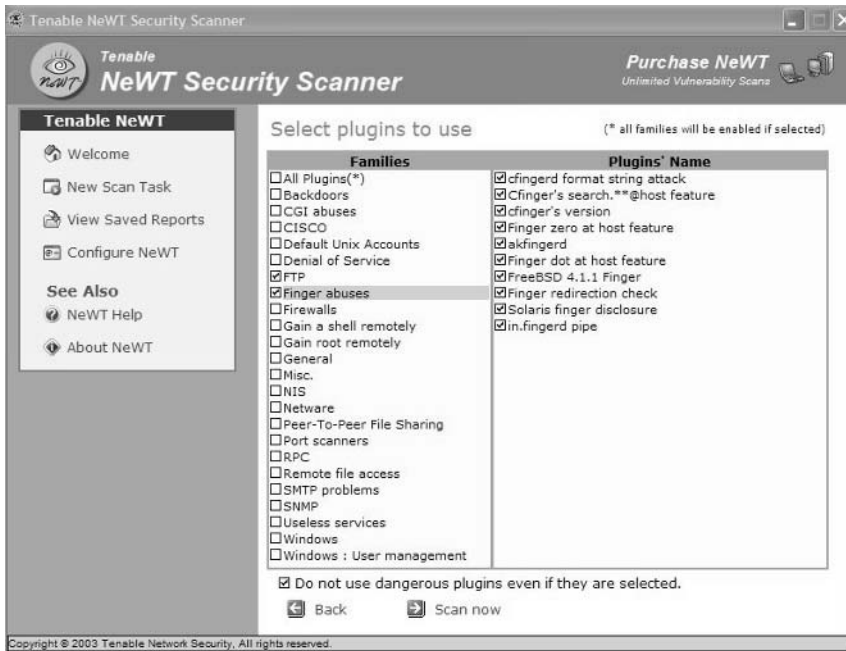 Tenable NeWT Security Scanner
Tenable
NeWT Security Scanner
NeWT
Purchase NeWT
Unlimited Vulnerability Scans
Tenable NeWT
Welcome
New Scan Task
View Saved Reports
Configure NeWT
See Also
NeWT Help
About NeWT
Select plugins to use
(* all families will be enabled if selected)
Families
All Plugins(*)
Backdoors
CGI abuses
CISCO
Default Unix Accounts
Denial of Service
FTP
Finger abuses
Firewalls
Gain a shell remotely
Gain root remotely
General
Misc.
NIS
Netware
Peer-To-Peer File Sharing
Port scanners
RPC
Remote file access
SMTP problems
SNMP
Useless services
Windows
Windows : User management
Plugins' Name
cfingerd format string attack
Cfinger's search.**@host feature
cfinger's version
Finger zero at host feature
akfingerd
Finger dot at host feature
FreeBSD 4.1.1 Finger
Finger redirection check
Solaris finger disclosure
in.fingerd pipe
Do not use dangerous plugins even if they are selected.
Back
Scan now
Copyright © 2003 Tenable Network Security, All rights reserved.